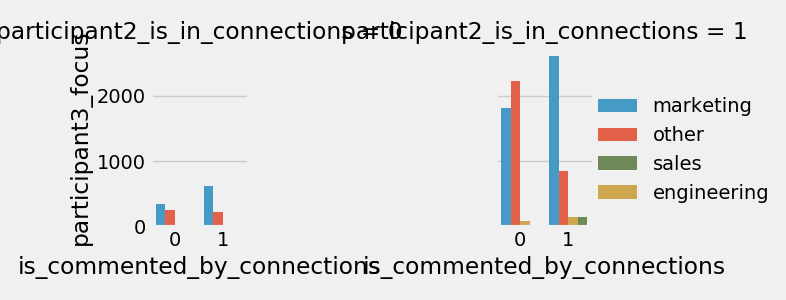 participant2_is_in_connections = 0
participant2_is_in_connections = 1
participant3_focus
2000
1000
0
0 1
0 1
is_commented_by_connections
is_commented_by_connections
marketing
other
sales
engineering